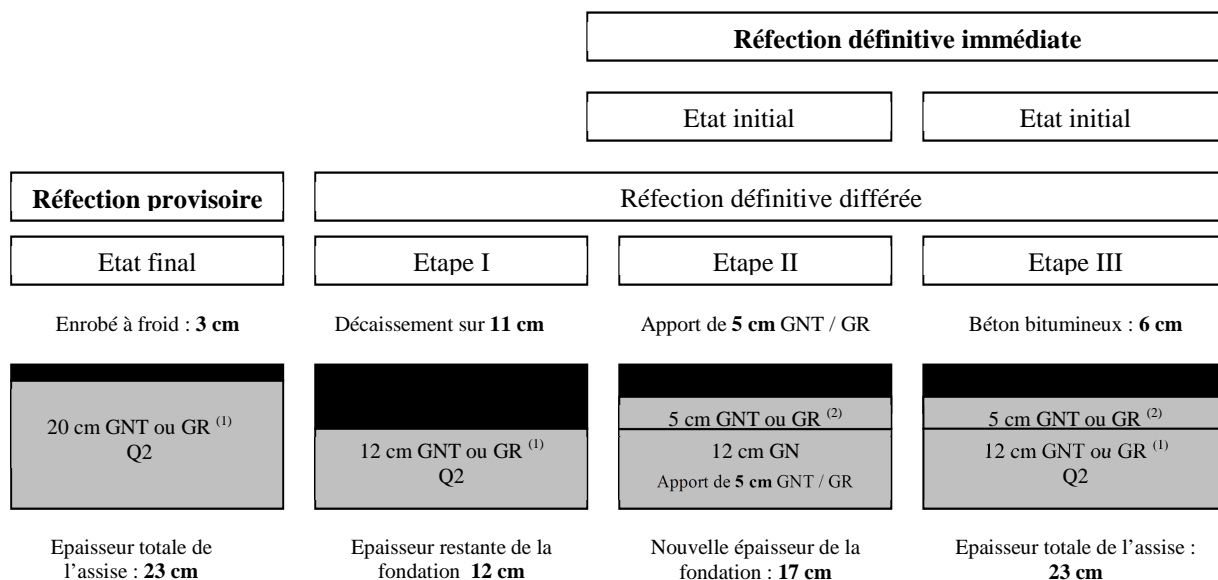 Réfection définitive immédiate
Etat initial
Etat initial
Réfection provisoire
Réfection définitive différée
Etat final
Etape I
Etape II
Etape III
Enrobé à froid : 3 cm
Décaissement sur 11 cm
Apport de 5 cm GNT / GR
Béton bitumineux : 6 cm
20 cm GNT ou GR (1)
Q2
12 cm GNT ou GR (1)
Q2
5 cm GNT ou GR (2)
12 cm GN
Apport de 5 cm GNT / GR
5 cm GNT ou GR (2)
12 cm GNT ou GR (1)
Q2
Epaisseur totale de
l'assise : 23 cm
Epaisseur restante de la
fondation 12 cm
Nouvelle épaisseur de la
fondation : 17 cm
Epaisseur totale de l'assise :
23 cm